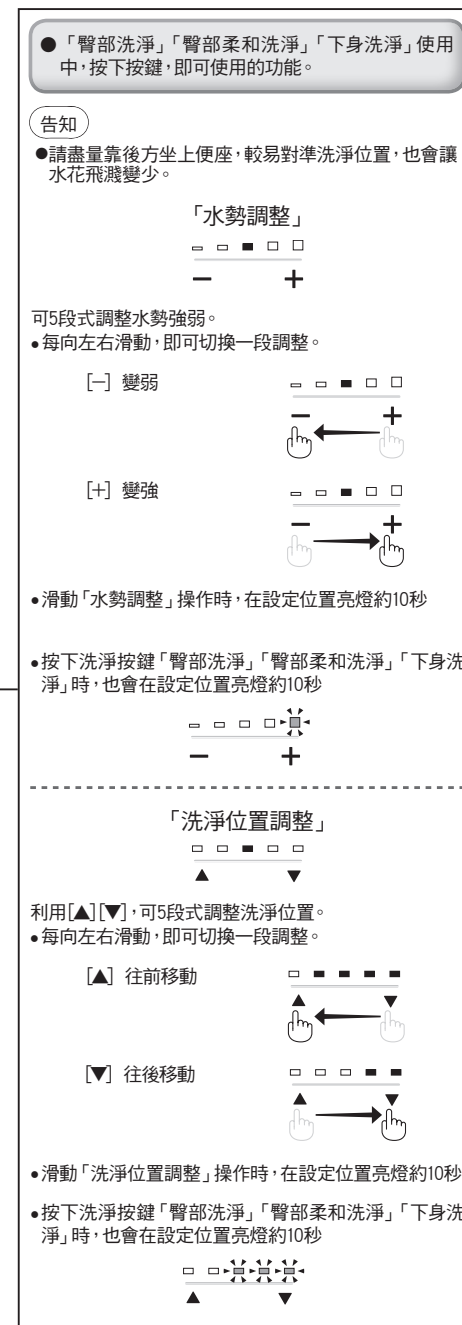 ●「臀部洗淨」「臀部柔和洗淨」「下身洗淨」使用
中，按下按鍵，即可使用的功能。
告知
●請盡量靠後方坐上便座，較易對準洗淨位置，也會讓
水花飛濺變少。
「水勢調整」
− +
可5段式調整水勢強弱。
●每向左右滑動，即可切換一段調整。
[−] 變弱
− +
[+] 變強
− +
●滑動「水勢調整」操作時，在設定位置亮燈約10秒
●按下洗淨按鍵「臀部洗淨」「臀部柔和洗淨」「下身洗
淨」時，也會在設定位置亮燈約10秒
− +
「洗淨位置調整」
▲ ▼
利用[▲][▼]，可5段式調整洗淨位置。
●每向左右滑動，即可切換一段調整。
[▲] 往前移動
▲ ▼
[▼] 往後移動
▲ ▼
●滑動「洗淨位置調整」操作時，在設定位置亮燈約10秒
●按下洗淨按鍵「臀部洗淨」「臀部柔和洗淨」「下身洗
淨」時，也會在設定位置亮燈約10秒
▲ ▼